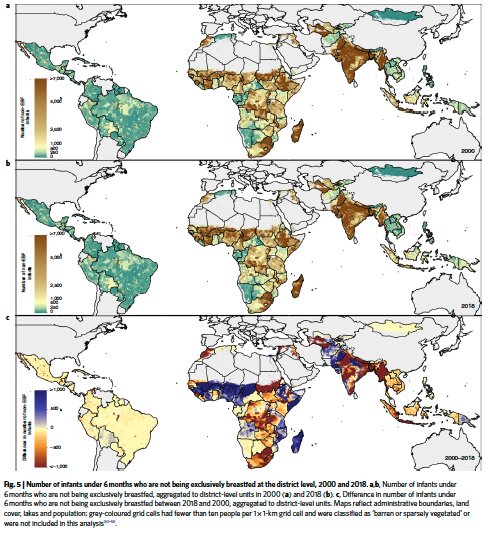 a
Number of non-EBF
infants
>7,000
5,000
2,500
1,000
500
250
0
2000
b
Number of non-EBF
infants
>7,000
5,000
2,500
1,000
500
250
0
2018
c
Difference in number of non-EBF
infants
>1,000
500
0
−500
<−1,000
2000–2018
Fig. 5 | Number of infants under 6 months who are not being exclusively breastfed at the district level, 2000 and 2018. a,b, Number of infants
under 6 months who are not being exclusively breastfed, aggregated to district-level units in 2000 (a) and 2018 (b). c, Difference in number of infants under
6 months who are not being exclusively breastfed between 2018 and 2000, aggregated to district-level units. Maps reflect administrative boundaries, land
cover, lakes and population; grey-coloured grid cells had fewer than ten people per 1 × 1-km grid cell and were classified as 'barren or sparsely vegetated' or
were not included in this analysis